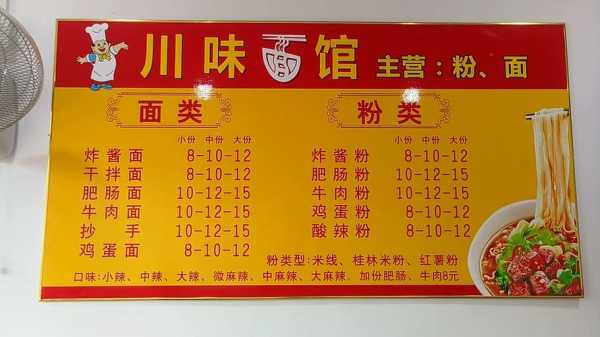 川味面馆 主营:粉、面
面类
小份 中份 大份
炸酱面 8-10-12
干拌面 8-10-12
肥肠面 10-12-15
牛肉面 10-12-15
抄手 10-12-15
鸡蛋面 8-10-12
粉类
小份 中份 大份
炸酱粉 8-10-12
肥肠粉 10-12-15
牛肉粉 10-12-15
鸡蛋粉 8-10-12
酸辣粉 8-10-12
粉类型:米线、桂林米粉、红薯粉
口味:小辣、中辣、大辣、微麻辣、中麻辣、大麻辣、加份肥肠、牛肉8元